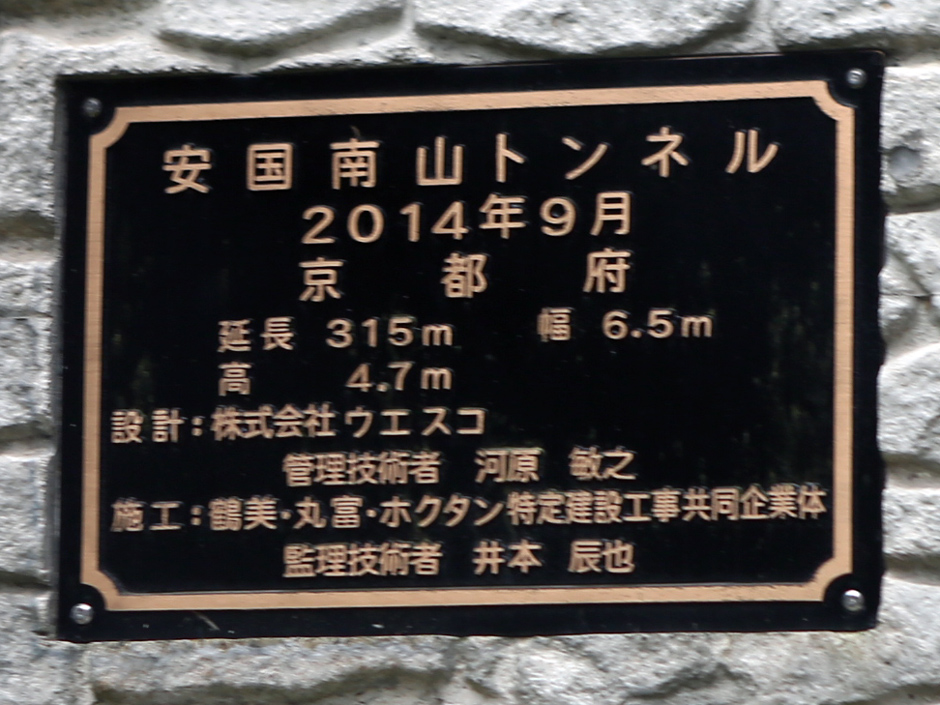 安国南山トンネル
2014年9月
京都府
延長 315m 幅 6.5m
高 4.7m
設計：株式会社ウエスコ
管理技術者 河原 敏之
施工：鶴美・丸富・ホクタン特定建設工事共同企業体
監理技術者 井本 辰也